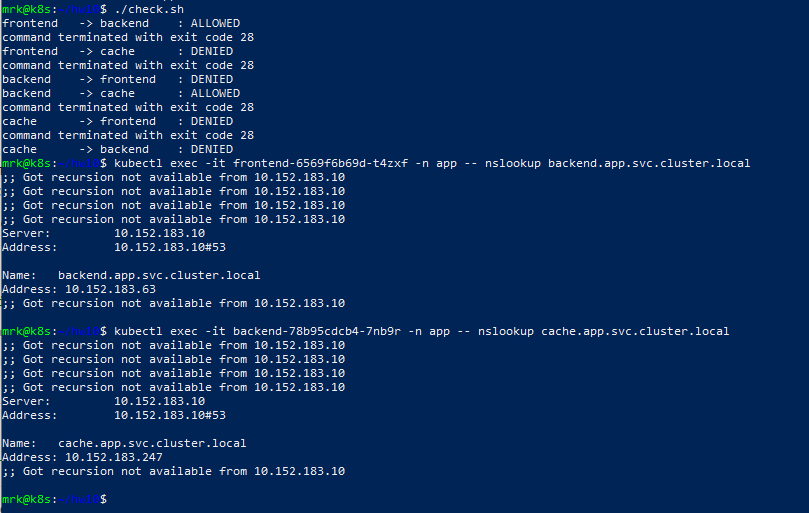 mrk@k8s:~/hw18$ ./check.sh
frontend   -> backend    : ALLOWED
command terminated with exit code 28
frontend   -> cache      : DENIED
command terminated with exit code 28
backend    -> frontend   : DENIED
backend    -> cache      : ALLOWED
command terminated with exit code 28
cache      -> frontend   : DENIED
command terminated with exit code 28
cache      -> backend    : DENIED
mrk@k8s:$ kubectl exec -it frontend-6569f6b69d-t4zxf -n app -- nslookup backend.app.svc.cluster.local
;; Got recursion not available from 10.152.183.10
;; Got recursion not available from 10.152.183.10
;; Got recursion not available from 10.152.183.10
;; Got recursion not available from 10.152.183.10
Server:         10.152.183.10
Address:        10.152.183.10#53

Name:   backend.app.svc.cluster.local
Address: 10.152.183.63
;; Got recursion not available from 10.152.183.10

mrk@k8s:$ kubectl exec -it backend-78b95cdcb4-7nb9r -n app -- nslookup cache.app.svc.cluster.local
;; Got recursion not available from 10.152.183.10
;; Got recursion not available from 10.152.183.10
;; Got recursion not available from 10.152.183.10
;; Got recursion not available from 10.152.183.10
Server:         10.152.183.10
Address:        10.152.183.10#53

Name:   cache.app.svc.cluster.local
Address: 10.152.183.247
;; Got recursion not available from 10.152.183.10

mrk@k8s:$